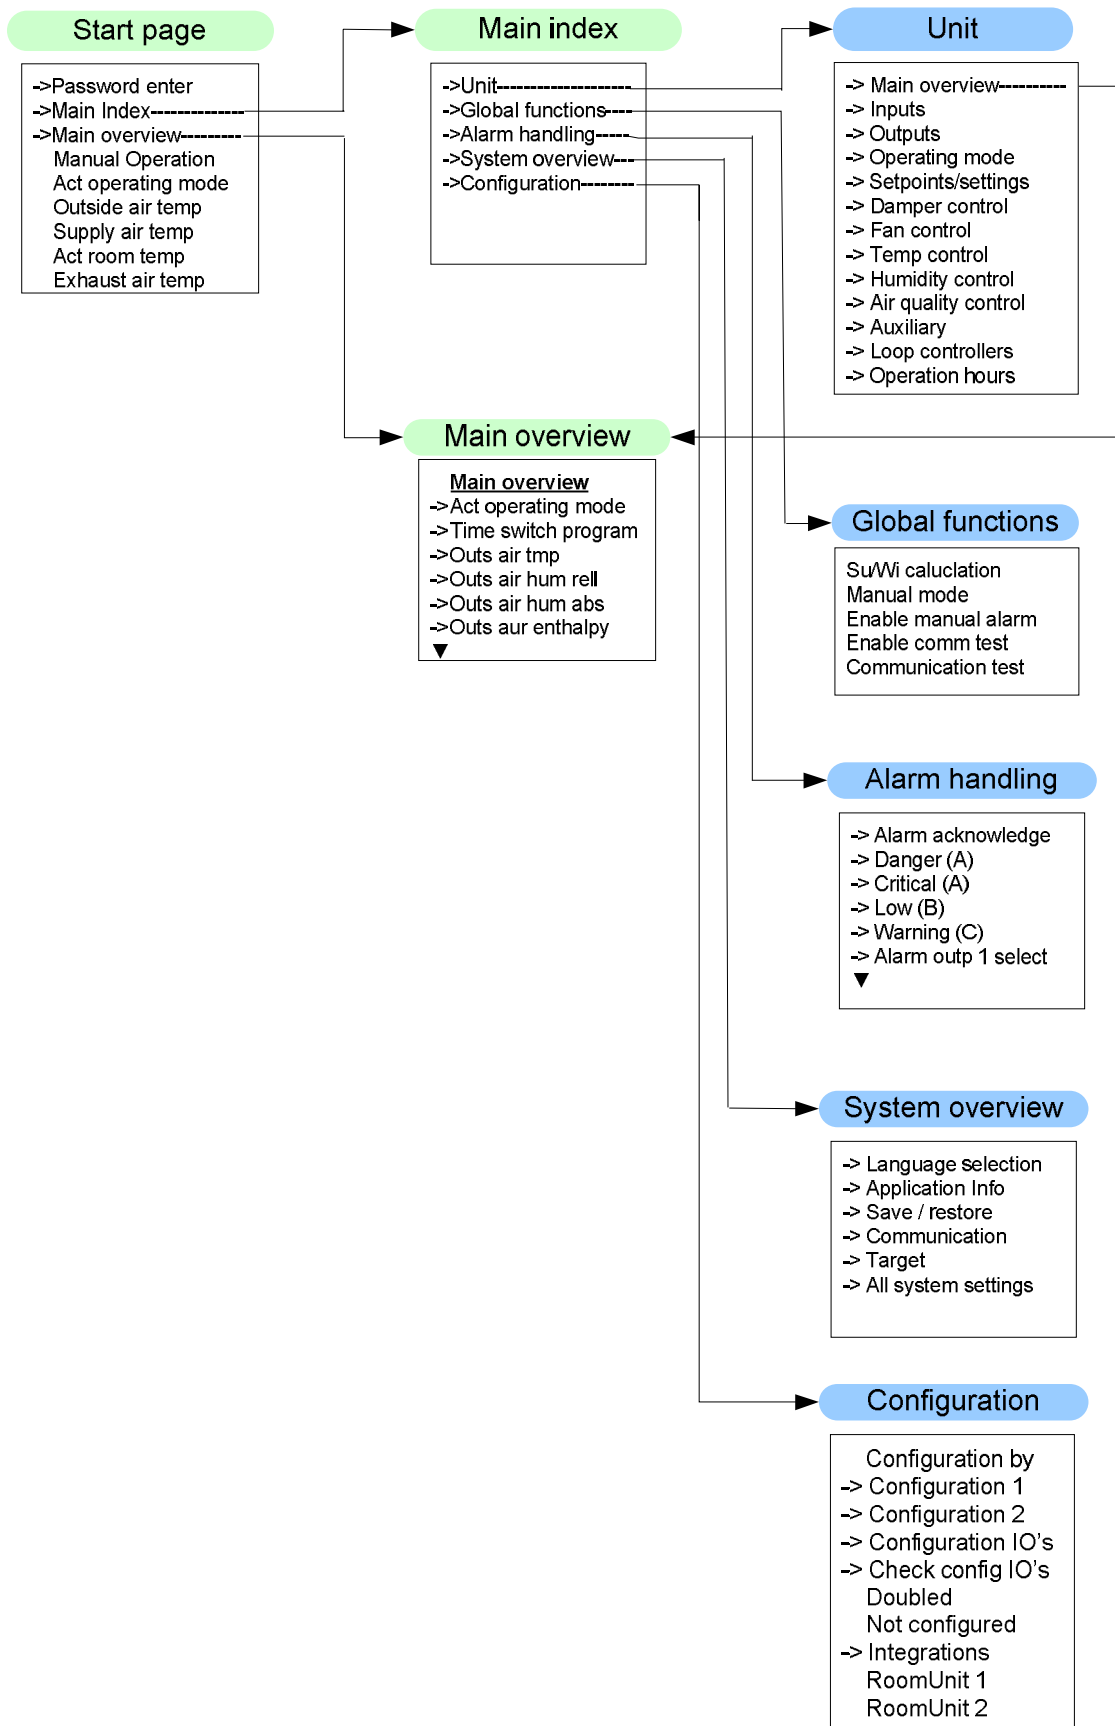 Start page
->Password enter
->Main Index-------------
->Main overview---------
Manual Operation
Act operating mode
Outside air temp
Supply air temp
Act room temp
Exhaust air temp
Main index
->Unit--------------------
->Global functions----
->Alarm handling-----
->System overview---
->Configuration--------
Unit
-> Main overview----------
-> Inputs
-> Outputs
-> Operating mode
-> Setpoints/settings
-> Damper control
-> Fan control
-> Temp control
-> Humidity control
-> Air quality control
-> Auxiliary
-> Loop controllers
-> Operation hours
Main overview
Main overview
->Act operating mode
->Time switch program
->Outs air tmp
->Outs air hum rell
->Outs air hum abs
->Outs aur enthalpy
▼
Global functions
Su/Wi caluclation
Manual mode
Enable manual alarm
Enable comm test
Communication test
Alarm handling
-> Alarm acknowledge
-> Danger (A)
-> Critical (A)
-> Low (B)
-> Warning (C)
-> Alarm outp 1 select
▼
System overview
-> Language selection
-> Application Info
-> Save / restore
-> Communication
-> Target
-> All system settings
Configuration
Configuration by
-> Configuration 1
-> Configuration 2
-> Configuration IO's
-> Check config IO's
Doubled
Not configured
-> Integrations
RoomUnit 1
RoomUnit 2